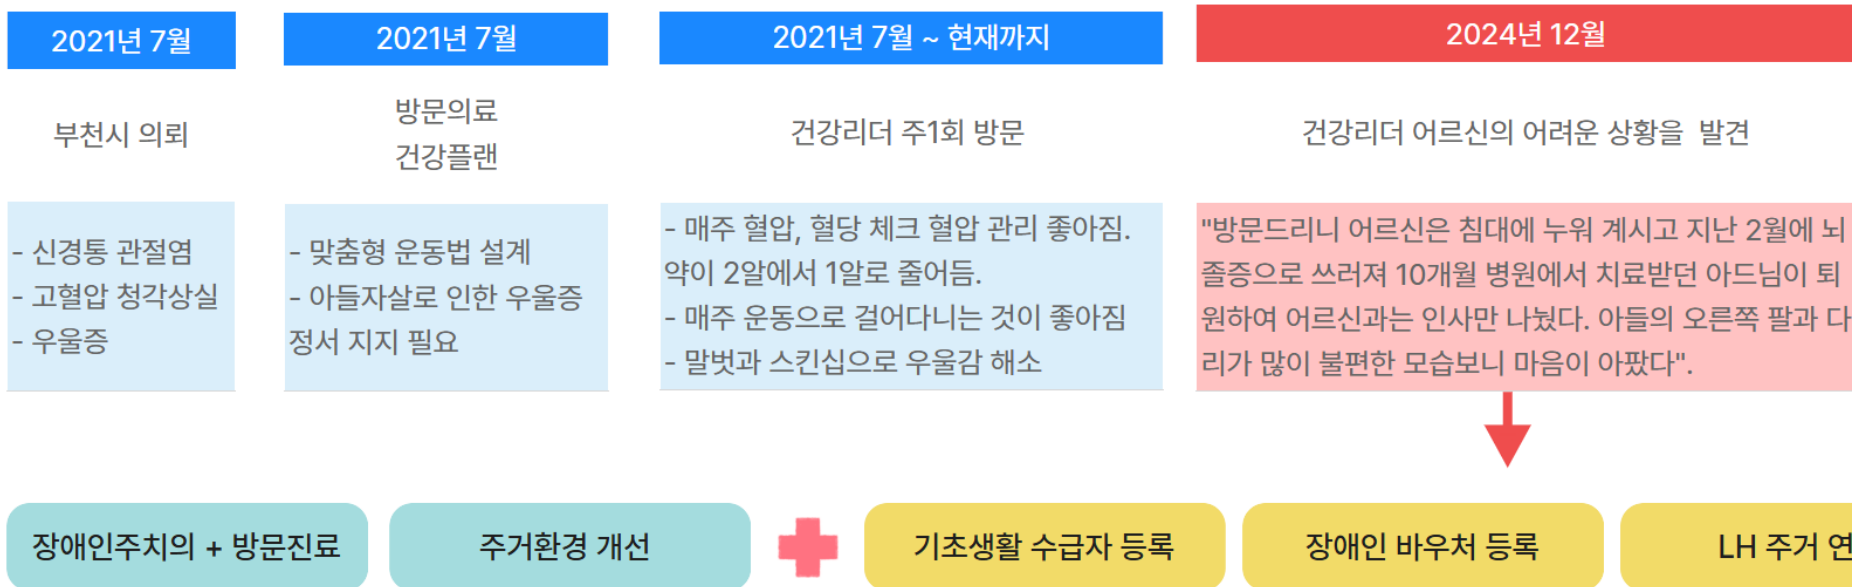 2021년 7월
2021년 7월
2021년 7월 ~ 현재까지
2024년 12월
부천시 의뢰
방문의료
건강플랜
건강리더 주1회 방문
건강리더 어르신의 어려운 상황을 발견
- 신경통 관절염
- 고혈압 청각상실
- 우울증
- 맞춤형 운동법 설계
- 아들자살로 인한 우울증
정서 지지 필요
- 매주 혈압, 혈당 체크 혈압 관리 좋아짐.
약이 2알에서 1알로 줄어듬.
- 매주 운동으로 걸어다니는 것이 좋아짐
- 말벗과 스킨십으로 우울감 해소
"방문드리니 어르신은 침대에 누워 계시고 지난 2월에 뇌
졸증으로 쓰러져 10개월 병원에서 치료받던 아드님이 퇴
원하여 어르신과는 인사만 나눴다. 아들의 오른쪽 팔과 다
리가 많이 불편한 모습보니 마음이 아팠다".
장애인주치의 + 방문진료
주거환경 개선
기초생활 수급자 등록
장애인 바우처 등록
LH 주거 연